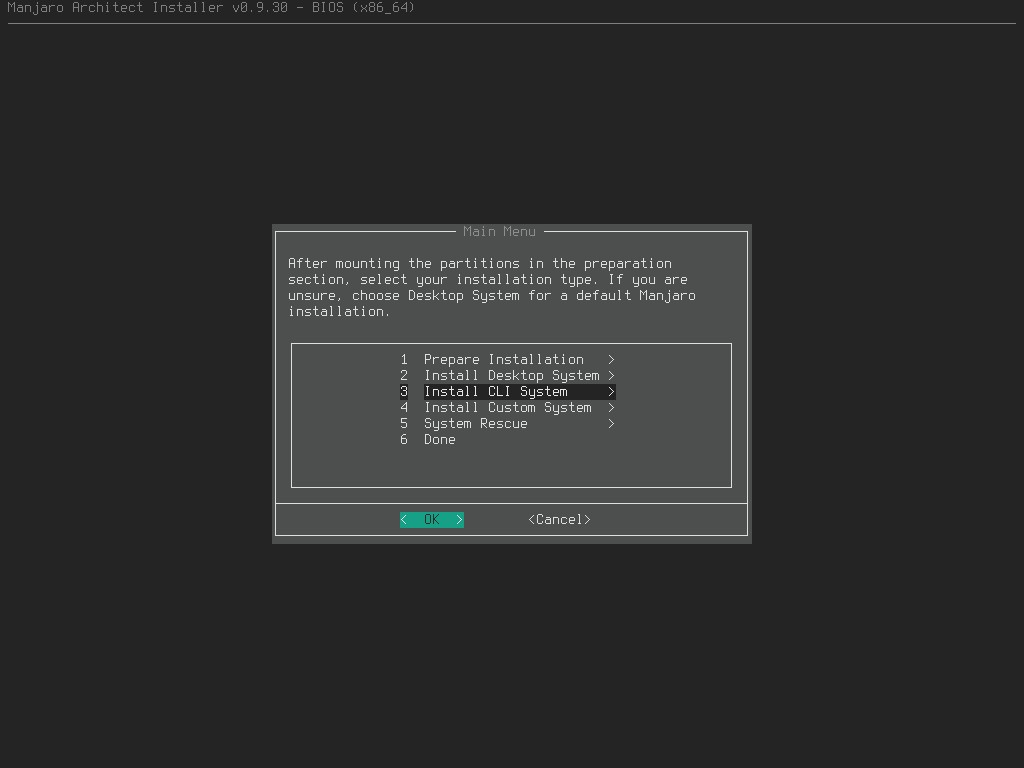 Manjaro Architect Installer v0.9.30 - BIOS (x86_64)
Main Menu
After mounting the partitions in the preparation
section, select your installation type. If you are
unsure, choose Desktop System for a default Manjaro
installation.
1 Prepare Installation >
2 Install Desktop System >
3 Install CLI System >
4 Install Custom System >
5 System Rescue >
6 Done
< OK > <Cancel>